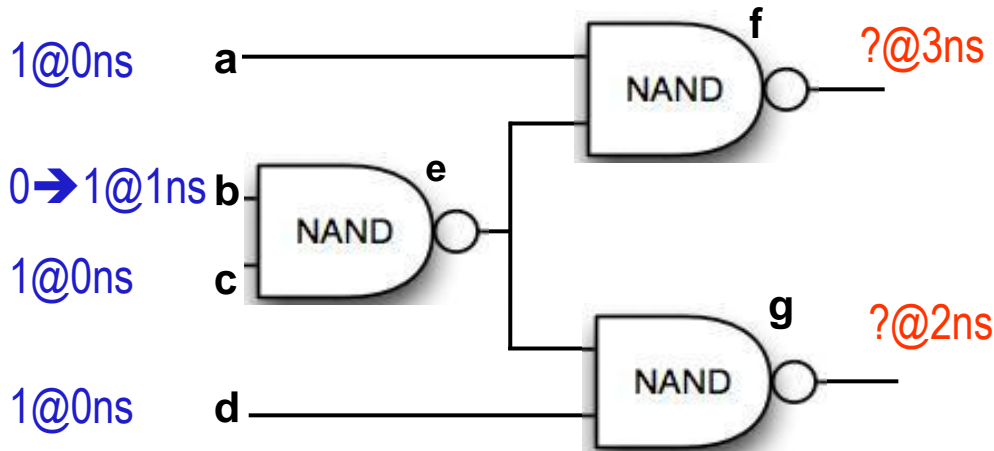 f
1@0ns a NAND ?@3ns
e
0➔1@1ns b NAND
1@0ns c
g ?@2ns
NAND
1@0ns d